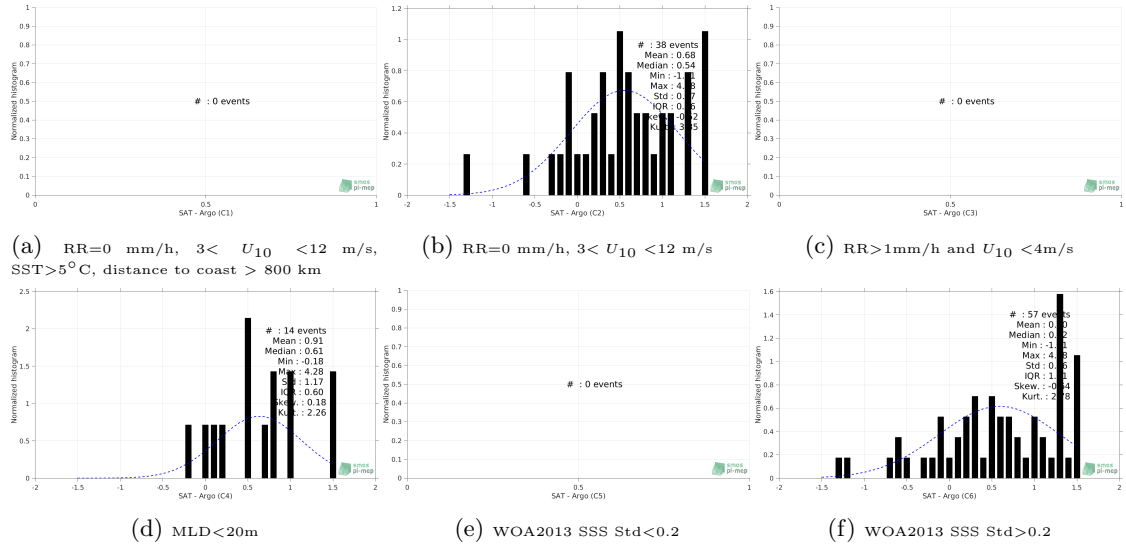 1
0.9
0.8
0.7
0.6
0.5
0.4
0.3
0.2
0.1
0
Normalized histogram
# : 0 events
0 0.5 1
SAT - Argo (C1)
smos
pi-mep
(a) RR=0 mm/h, 3< U10 <12 m/s,
SST>5°C, distance to coast > 800 km
1.2
1
0.8
0.6
0.4
0.2
0
Normalized histogram
# : 38 events
Mean : 0.68
Median : 0.54
Min :
Max :
Std :
IQR :
Kurt.
-2 -1.5 -1 -0.5 0 0.5 1 1.5 2
SAT - Argo (C2)
smos
pi-mep
(b) RR=0 mm/h, 3< U10 <12 m/s
1
0.9
0.8
0.7
0.6
0.5
0.4
0.3
0.2
0.1
0
Normalized histogram
# : 0 events
0 0.5 1
SAT - Argo (C3)
smos
pi-mep
(c) RR>1mm/h and U10 <4m/s
2.5
2
1.5
1
0.5
0
Normalized histogram
# : 14 events
Mean : 0.91
Median : 0.61
Min : -0.18
Max : 4.28
Std : 1.17
IQR : 0.60
Skew. : 0.18
Kurt. : 2.26
-2 -1.5 -1 -0.5 0 0.5 1 1.5 2
SAT - Argo (C4)
smos
pi-mep
(d) MLD<20m
1
0.9
0.8
0.7
0.6
0.5
0.4
0.3
0.2
0.1
0
Normalized histogram
# : 0 events
0 0.5 1
SAT - Argo (C5)
smos
pi-mep
(e) WOA2013 SSS Std<0.2
1.6
1.4
1.2
1
0.8
0.6
0.4
0.2
0
Normalized histogram
# : 57 events
Mean :
Median :
Min :
Max :
Std :
IQR :
Skew. :
Kurt. :
-2 -1.5 -1 -0.5 0 0.5 1 1.5 2
SAT - Argo (C6)
smos
pi-mep
(f) WOA2013 SSS Std>0.2